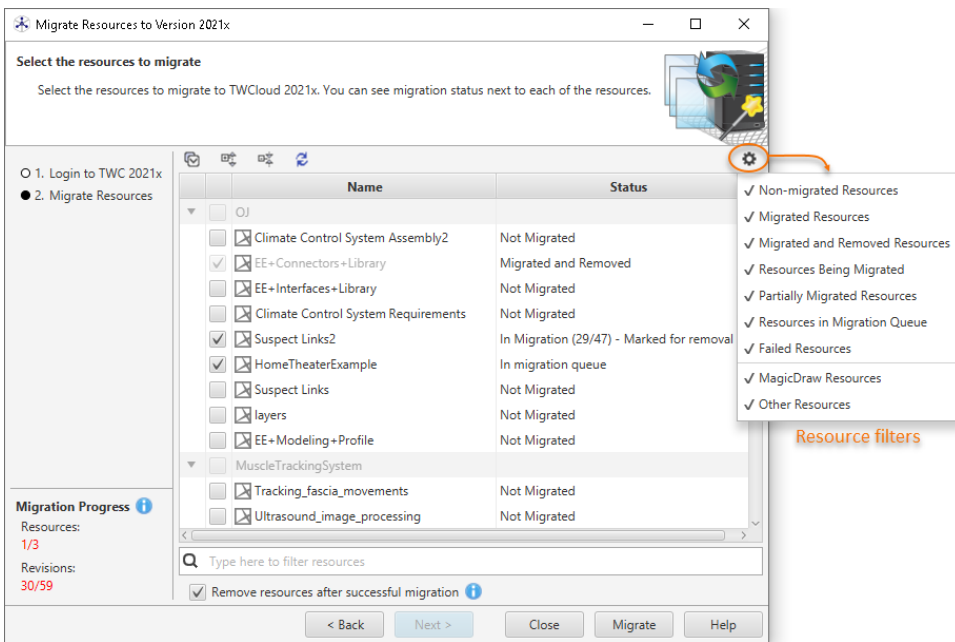 Migrate Resources to Version 2021x
Select the resources to migrate
Select the resources to migrate to TWCloud 2021x. You can see migration status next to each of the resources.
1. Login to TWC 2021x
2. Migrate Resources
Name Status
OJ
Climate Control System Assembly2 Not Migrated
EE+Connectors+Library Migrated and Removed
EE+Interfaces+Library Not Migrated
Climate Control System Requirements Not Migrated
Suspect Links2 In Migration (29/47) - Marked for removal
HomeTheaterExample In migration queue
Suspect Links Not Migrated
layers Not Migrated
EE+Modeling+Profile Not Migrated
MuscleTrackingSystem
Tracking_fascia_movements Not Migrated
Ultrasound_image_processing Not Migrated
Non-migrated Resources
Migrated Resources
Migrated and Removed Resources
Resources Being Migrated
Partially Migrated Resources
Resources in Migration Queue
Failed Resources
MagicDraw Resources
Other Resources
Resource filters
Migration Progress
Resources:
1/3
Revisions:
30/59
Type here to filter resources
Remove resources after successful migration
< Back Next > Close Migrate Help